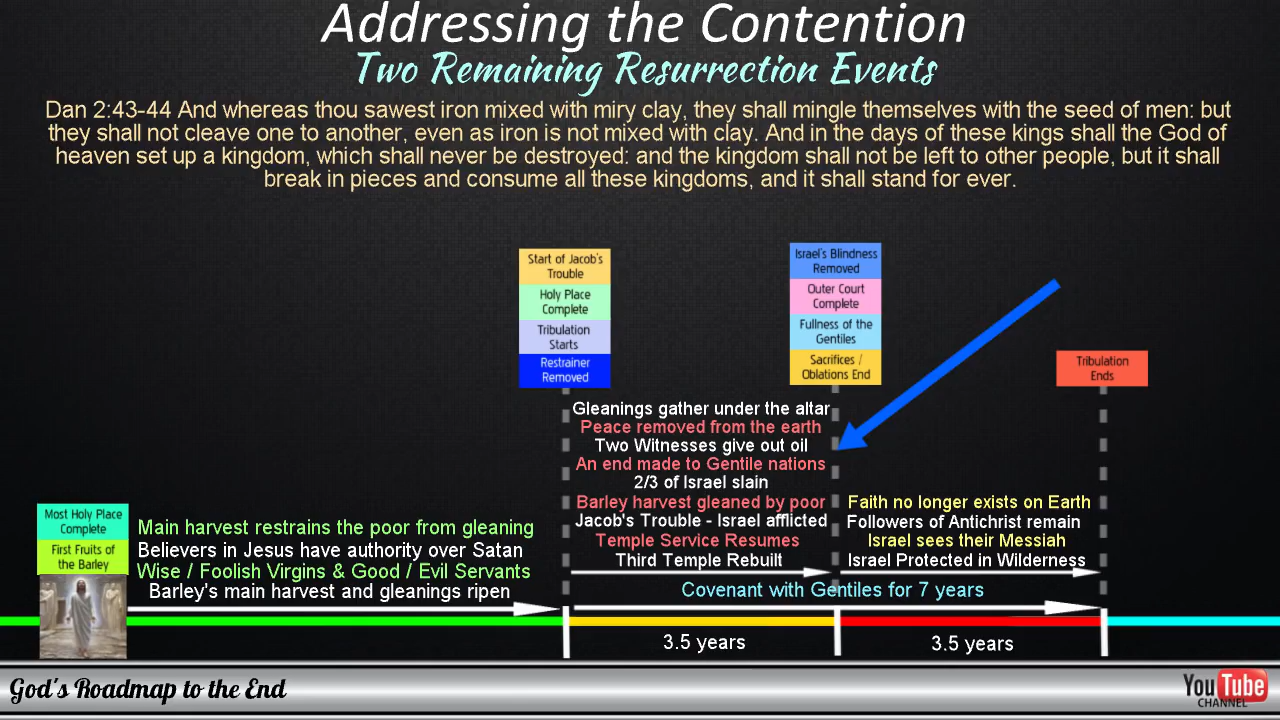 Addressing the Contention
Two Remaining Resurrection Events
Dan 2:43-44 And whereas thou sawest iron mixed with miry clay, they shall mingle themselves with the seed of men: but
they shall not cleave one to another, even as iron is not mixed with clay. And in the days of these kings shall the God of
heaven set up a kingdom, which shall never be destroyed: and the kingdom shall not be left to other people, but it shall
break in pieces and consume all these kingdoms, and it shall stand for ever.
Most Holy Place
Complete
First Fruits of
the Barley
Main harvest restrains the poor from gleaning
Believers in Jesus have authority over Satan
Wise / Foolish Virgins & Good / Evil Servants
Barley's main harvest and gleanings ripen
Start of Jacob's
Trouble
Holy Place
Complete
Tribulation
Starts
Restrainer
Removed
Gleanings gather under the altar
Peace removed from the earth
Two Witnesses give out oil
An end made to Gentile nations
2/3 of Israel slain
Barley harvest gleaned by poor
Jacob's Trouble - Israel afflicted
Temple Service Resumes
Third Temple Rebuilt
Israel's Blindness
Removed
Outer Court
Complete
Fullness of the
Gentiles
Sacrifices /
Oblations End
Faith no longer exists on Earth
Followers of Antichrist remain
Israel sees their Messiah
Israel Protected in Wilderness
Tribulation
Ends
Covenant with Gentiles for 7 years
3.5 years
3.5 years
God's Roadmap to the End
YouTube
CHANNEL